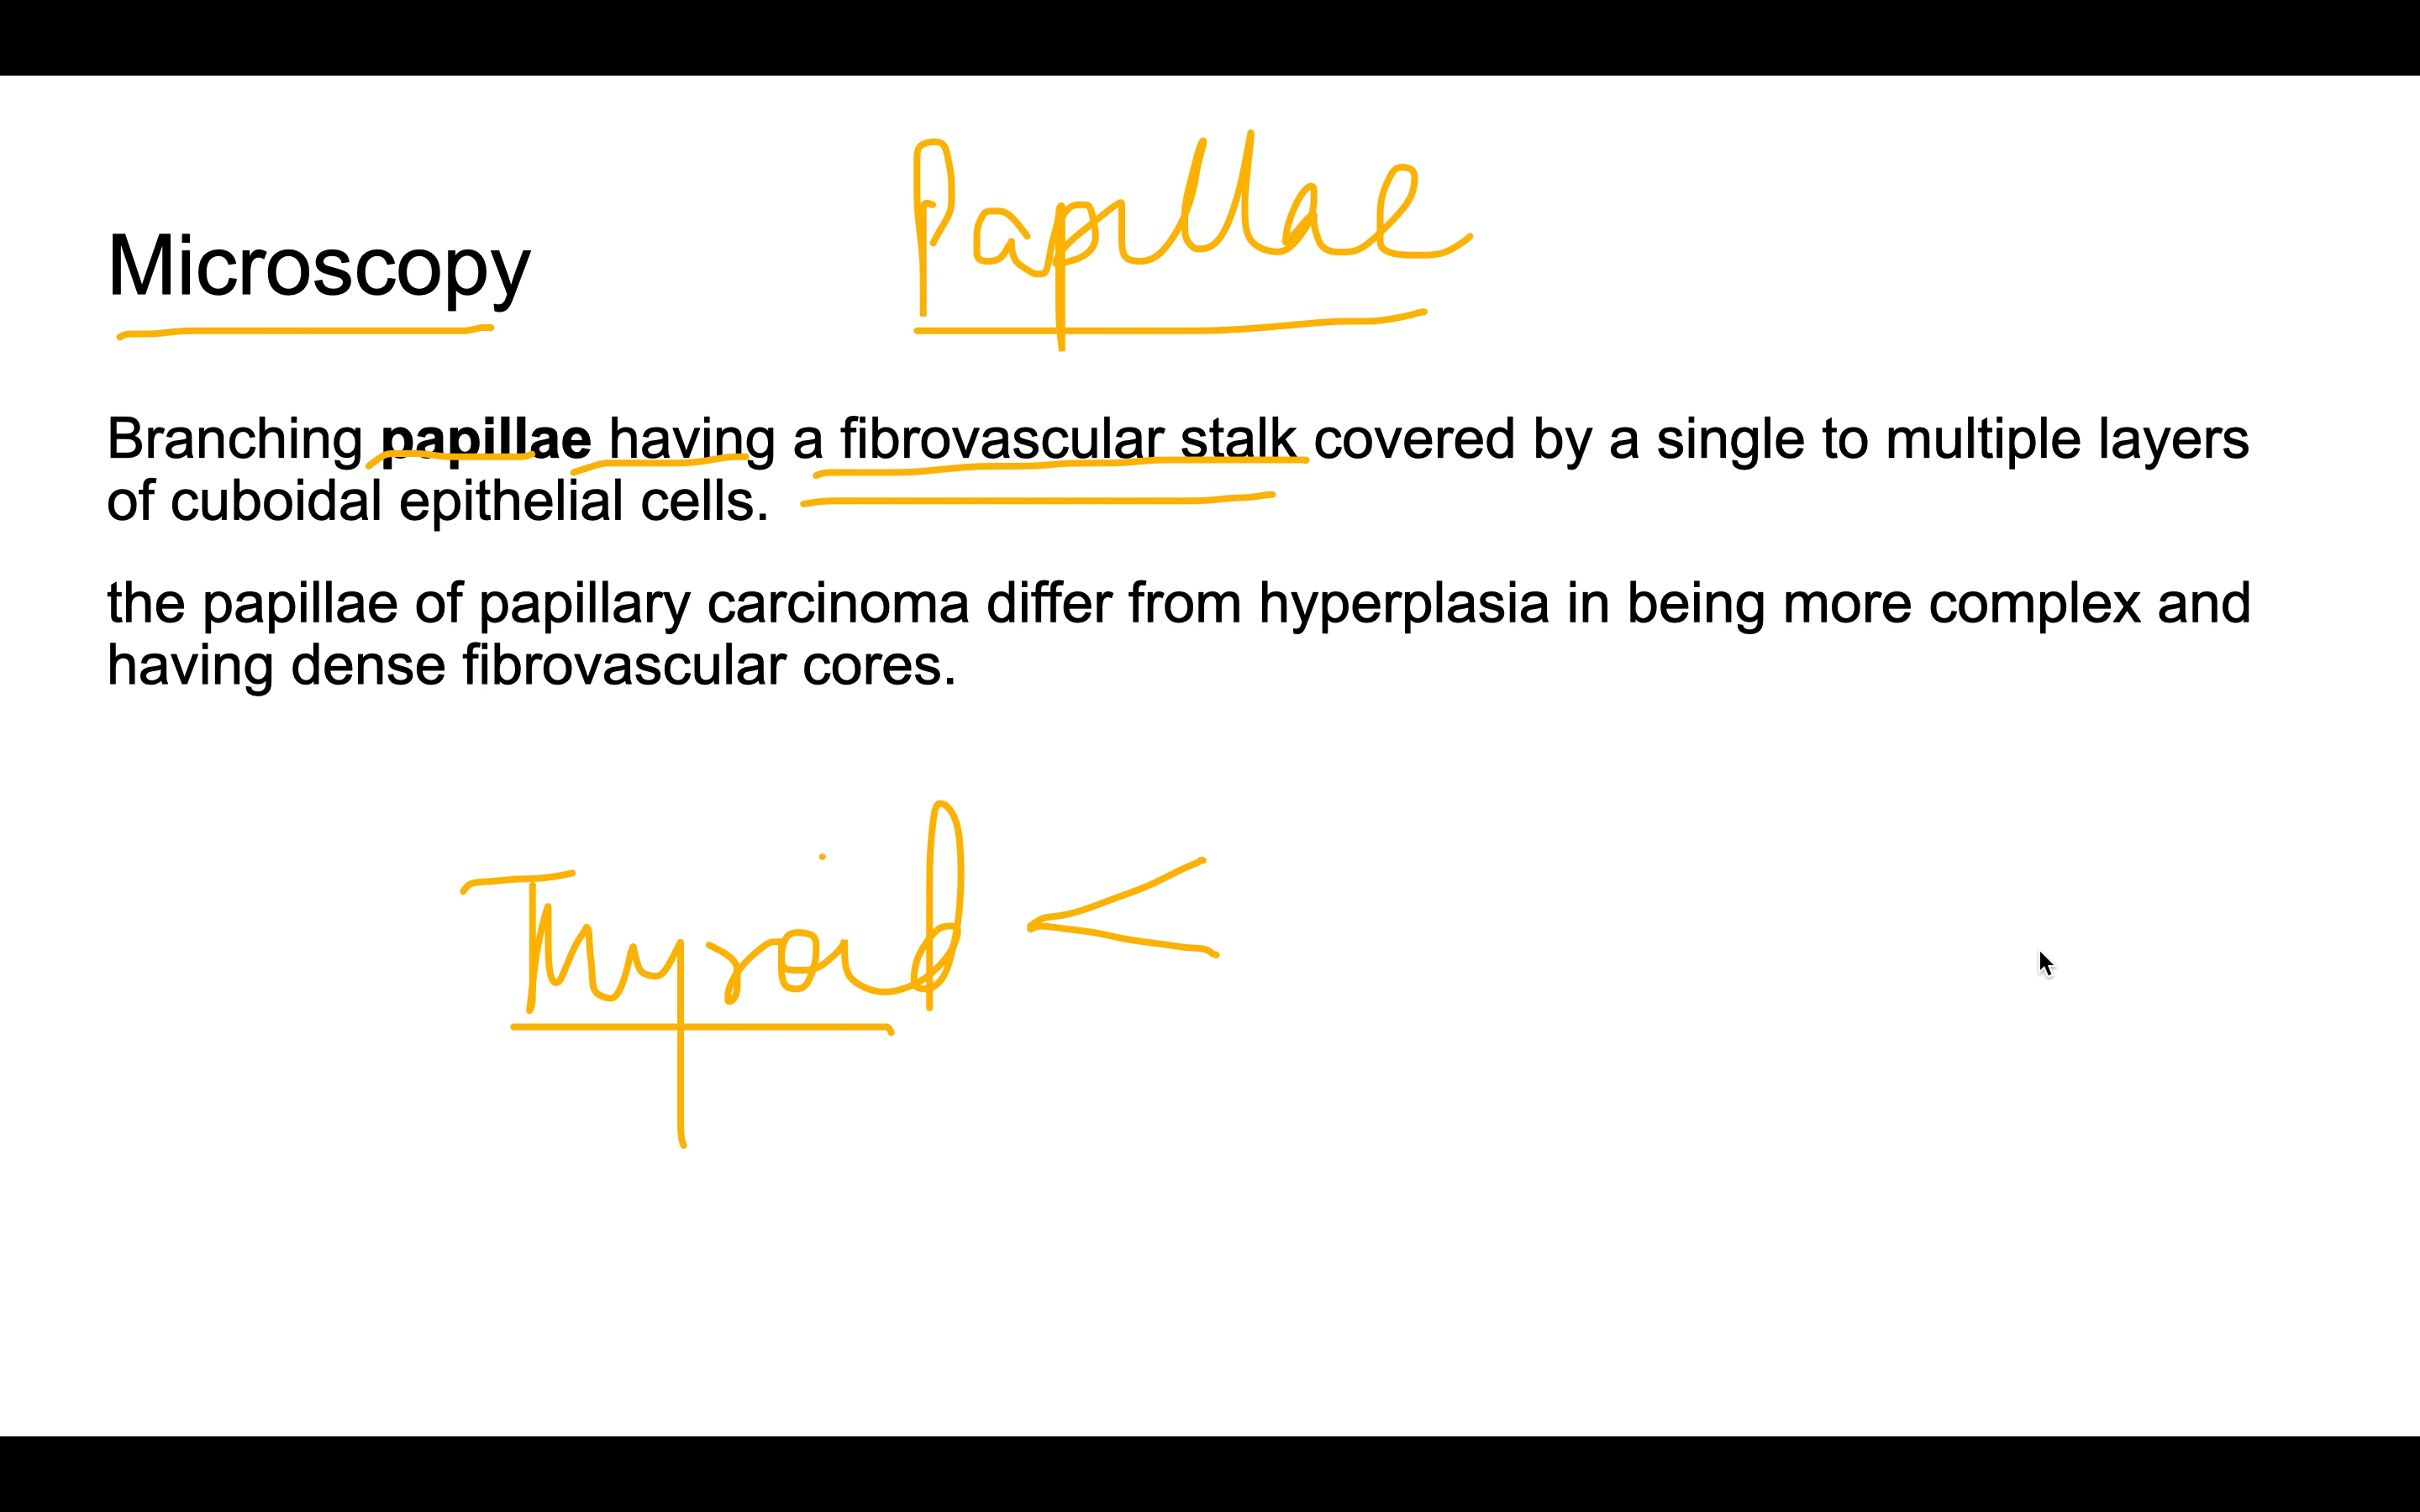 Papillae
Microscopy
Branching papillae having a fibrovascular stalk covered by a single to multiple layers
of cuboidal epithelial cells.
the papillae of papillary carcinoma differ from hyperplasia in being more complex and
having dense fibrovascular cores.
Thyroid